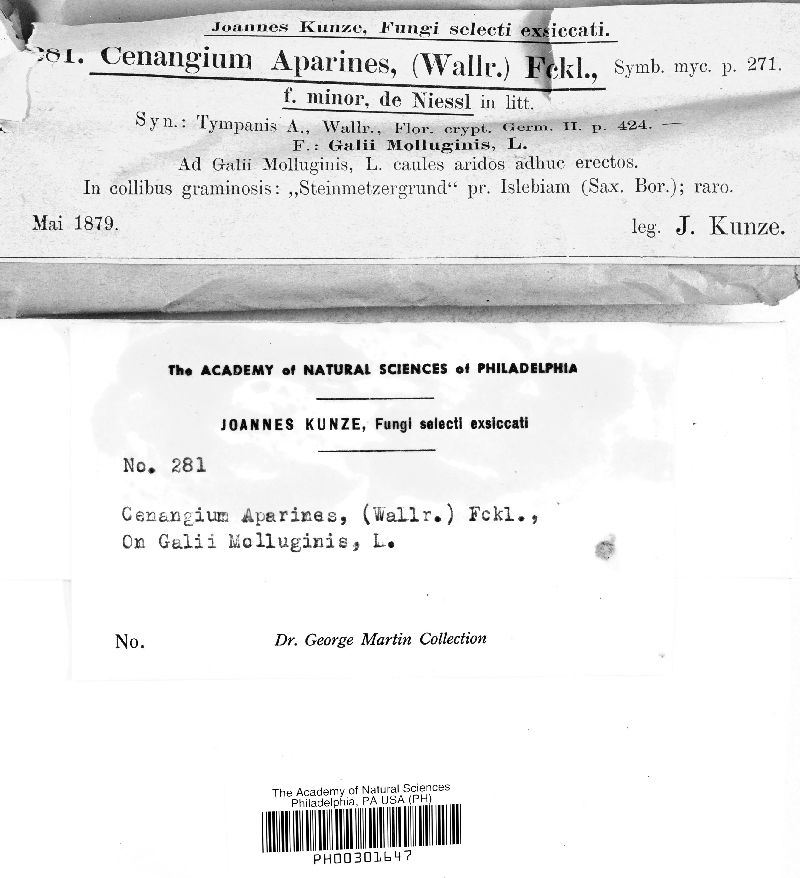 Joannes Kunze, Fungi selecti exsiccati.
281. Cenangium Aparines, (Wallr.) Fckl., Symb. myc. p. 271.
f. minor, de Niessl in litt.
Syn.: Tympanis A., Wallr., Flor. crypt. Germ. II. p. 424. —
F.: Galii Molluginis, L.
Ad Galii Molluginis, L. caules aridos adhuc erectos.
In collibus graminosis: „Steinmetzergrund“ pr. Islebiam (Sax. Bor.); raro.
Mai 1879. leg. J. Kunze.
The ACADEMY of NATURAL SCIENCES of PHILADELPHIA
JOANNES KUNZE, Fungi selecti exsiccati
No. 281
Cenangium Aparines, (Wallr.) Fckl.,
On Galii Molluginis, L.
No. Dr. George Martin Collection
The Academy of Natural Sciences
Philadelphia, PA USA (PH)
PH00301647